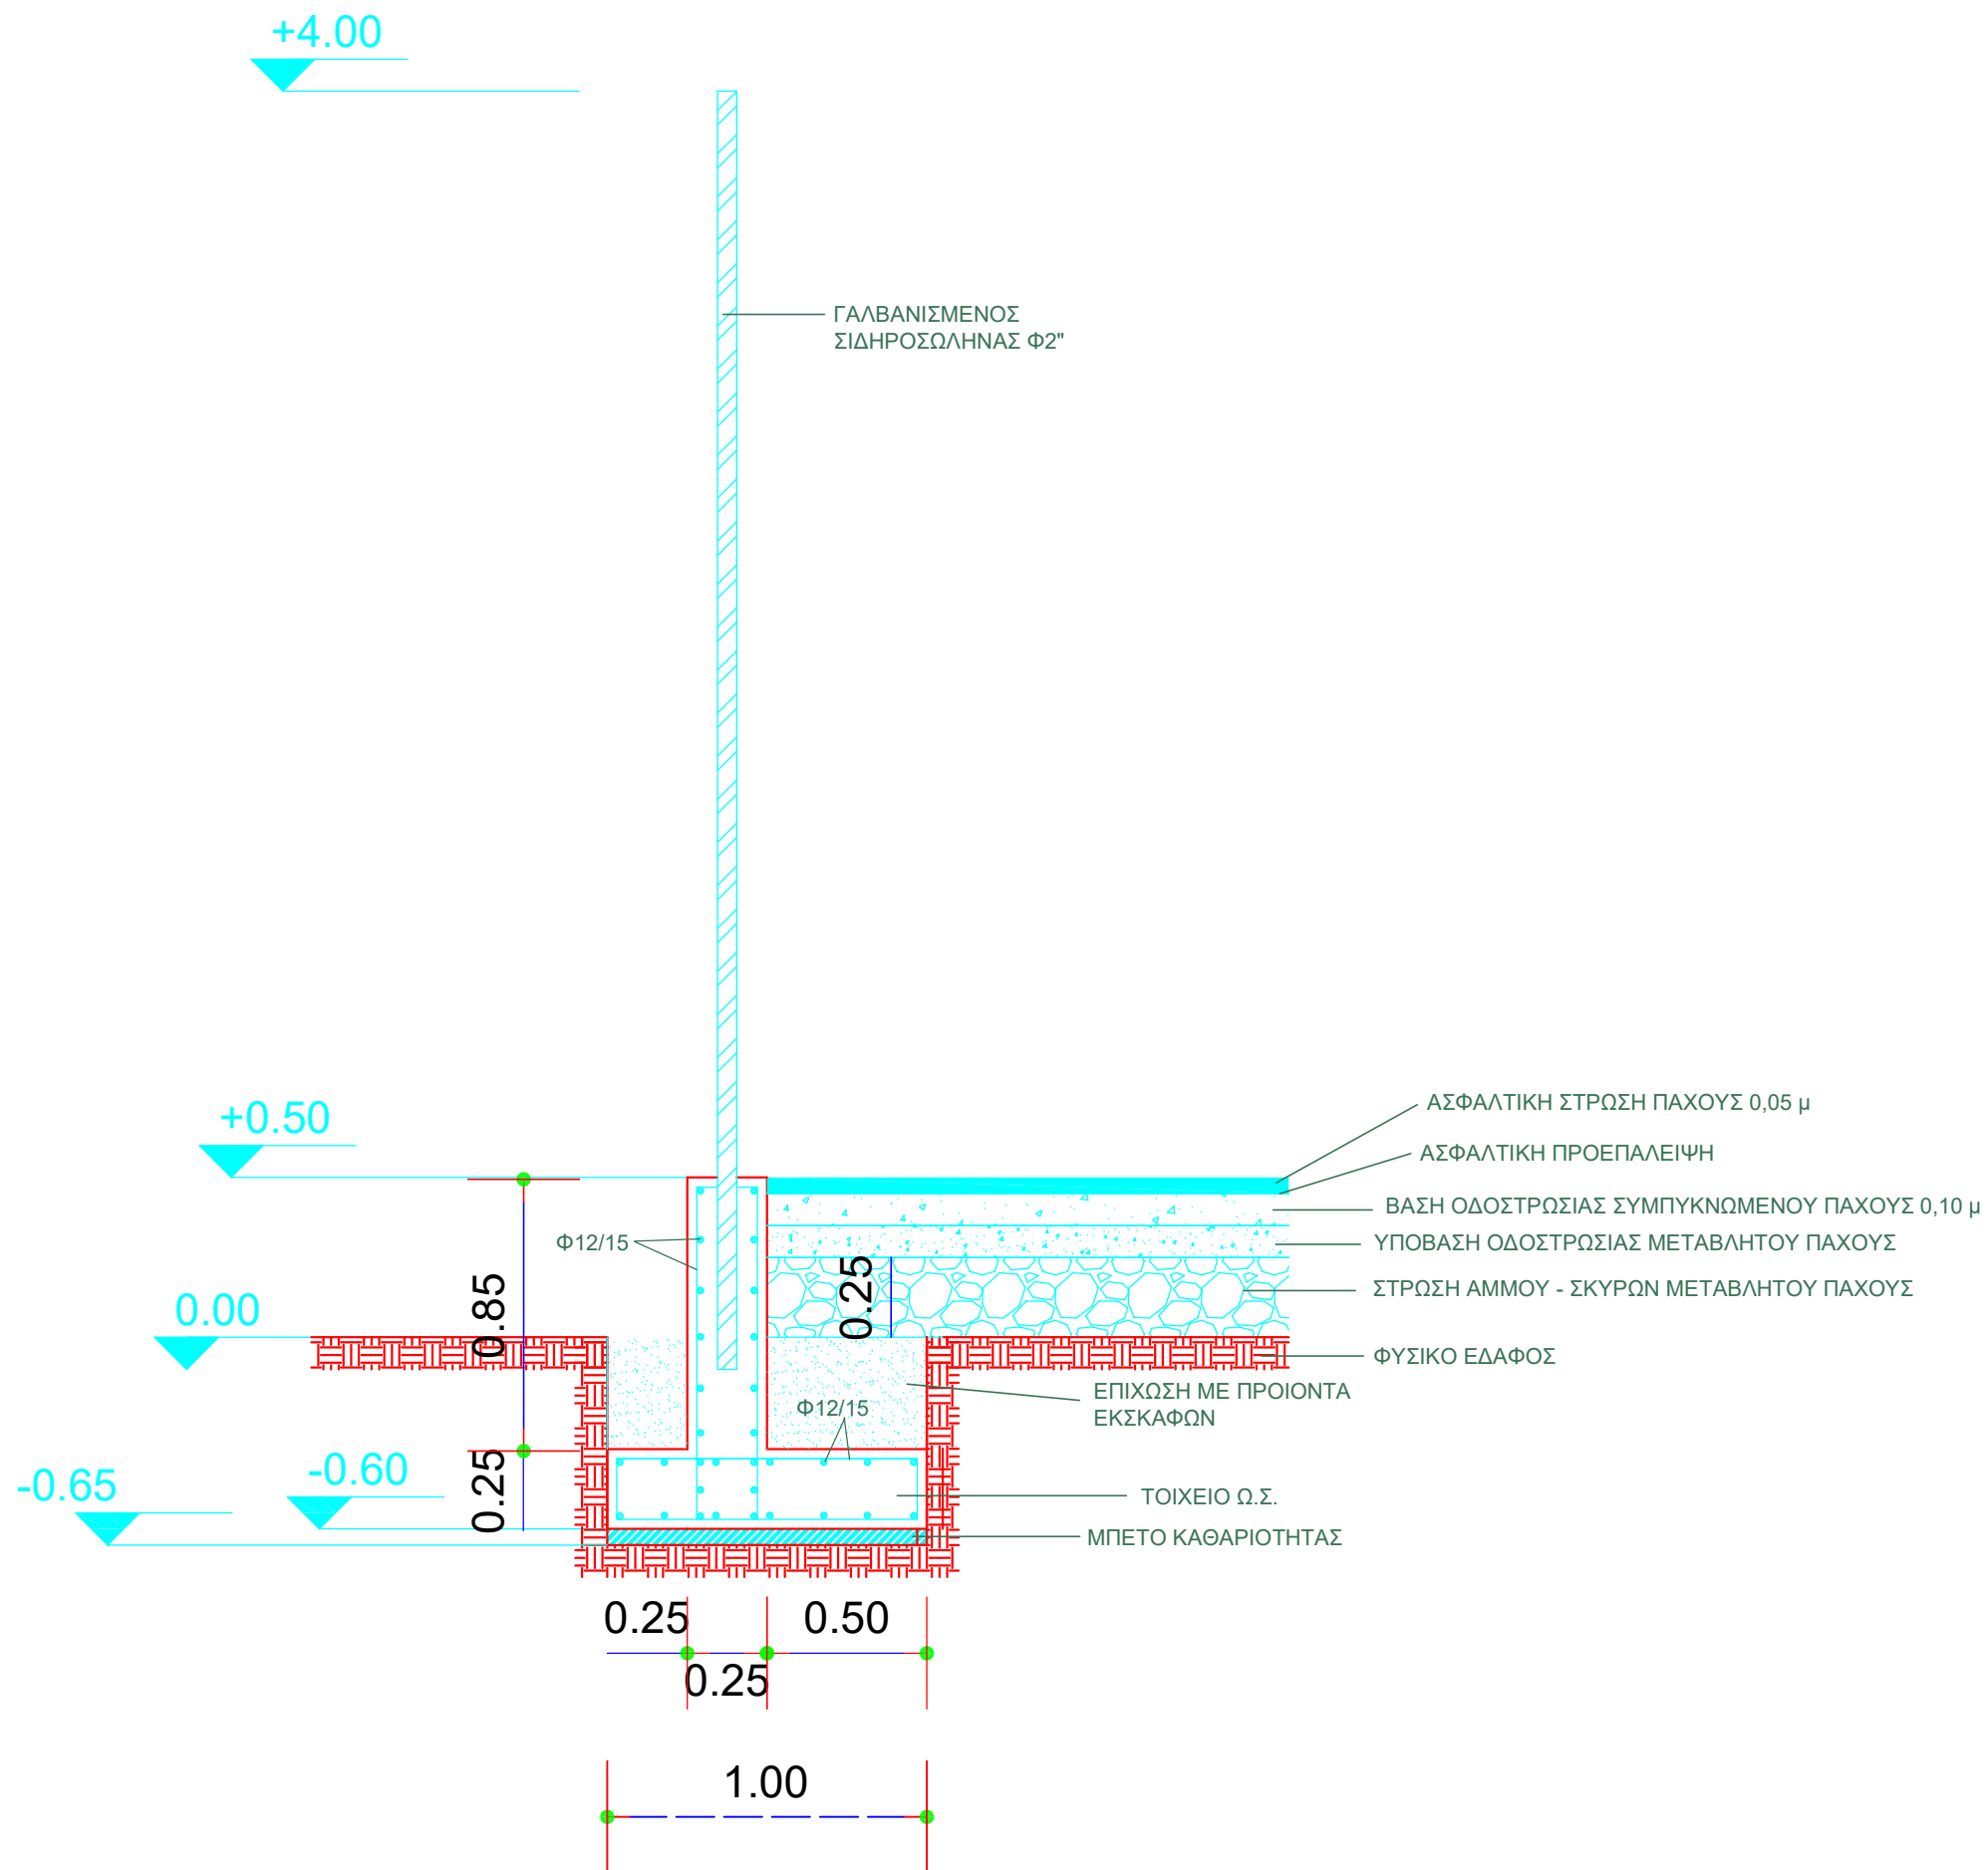 +4.00
ΓΑΛΒΑΝΙΣΜΕΝΟΣ
ΣΙΔΗΡΟΣΩΛΗΝΑΣ Φ2"
+0.50
ΑΣΦΑΛΤΙΚΗ ΣΤΡΩΣΗ ΠΑΧΟΥΣ 0,05 μ
ΑΣΦΑΛΤΙΚΗ ΠΡΟΕΠΑΛΕΙΨΗ
ΒΑΣΗ ΟΔΟΣΤΡΩΣΙΑΣ ΣΥΜΠΥΚΝΩΜΕΝΟΥ ΠΑΧΟΥΣ 0,10 μ
Φ12/15
ΥΠΟΒΑΣΗ ΟΔΟΣΤΡΩΣΙΑΣ ΜΕΤΑΒΛΗΤΟΥ ΠΑΧΟΥΣ
ΣΤΡΩΣΗ ΑΜΜΟΥ - ΣΚΥΡΩΝ ΜΕΤΑΒΛΗΤΟΥ ΠΑΧΟΥΣ
0.00
0.85
0.25
ΦΥΣΙΚΟ ΕΔΑΦΟΣ
ΕΠΙΧΩΣΗ ΜΕ ΠΡΟΙΟΝΤΑ
ΕΚΣΚΑΦΩΝ
Φ12/15
-0.65
-0.60
0.25
ΤΟΙΧΕΙΟ Ω.Σ.
ΜΠΕΤΟ ΚΑΘΑΡΙΟΤΗΤΑΣ
0.25
0.50
0.25
1.00